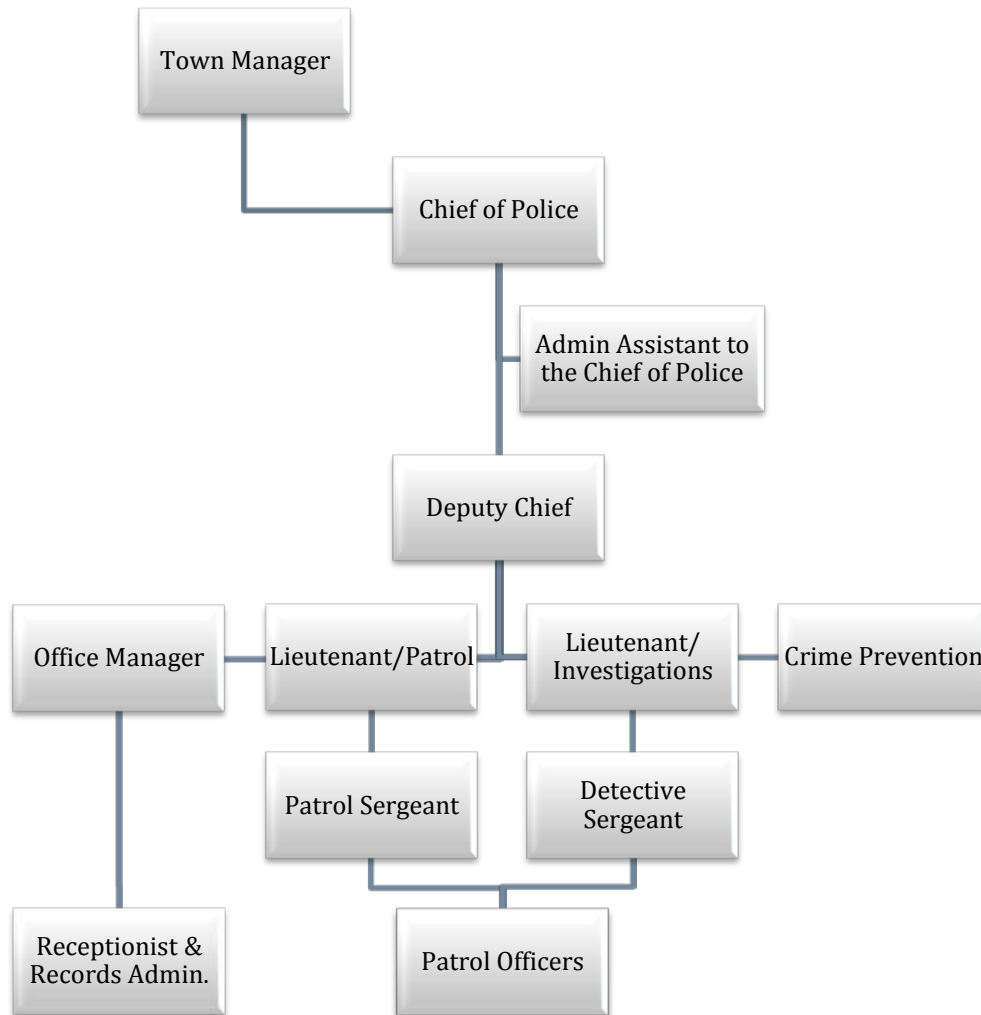 Town Manager
Chief of Police
Admin Assistant to
the Chief of Police
Deputy Chief
Office Manager
Lieutenant/Patrol
Lieutenant/
Investigations
Crime Prevention
Patrol Sergeant
Detective
Sergeant
Receptionist &
Records Admin.
Patrol Officers